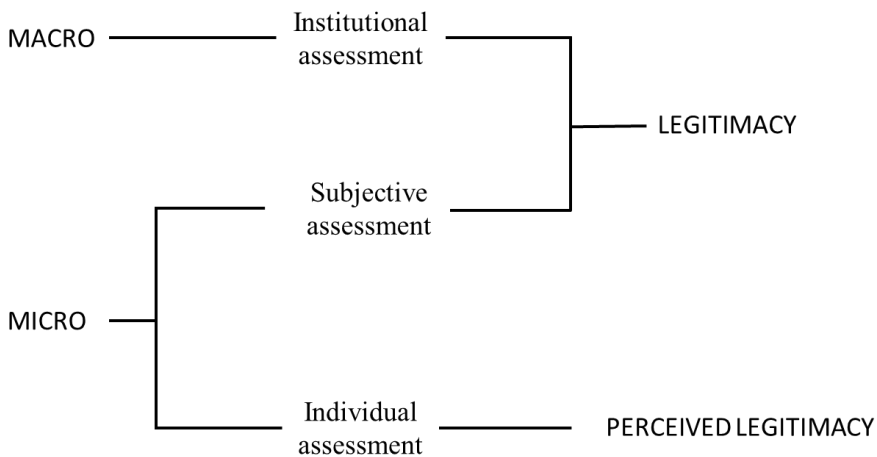 MACRO
Institutional
assessment
LEGITIMACY
Subjective
assessment
MICRO
Individual
assessment
PERCEIVED LEGITIMACY